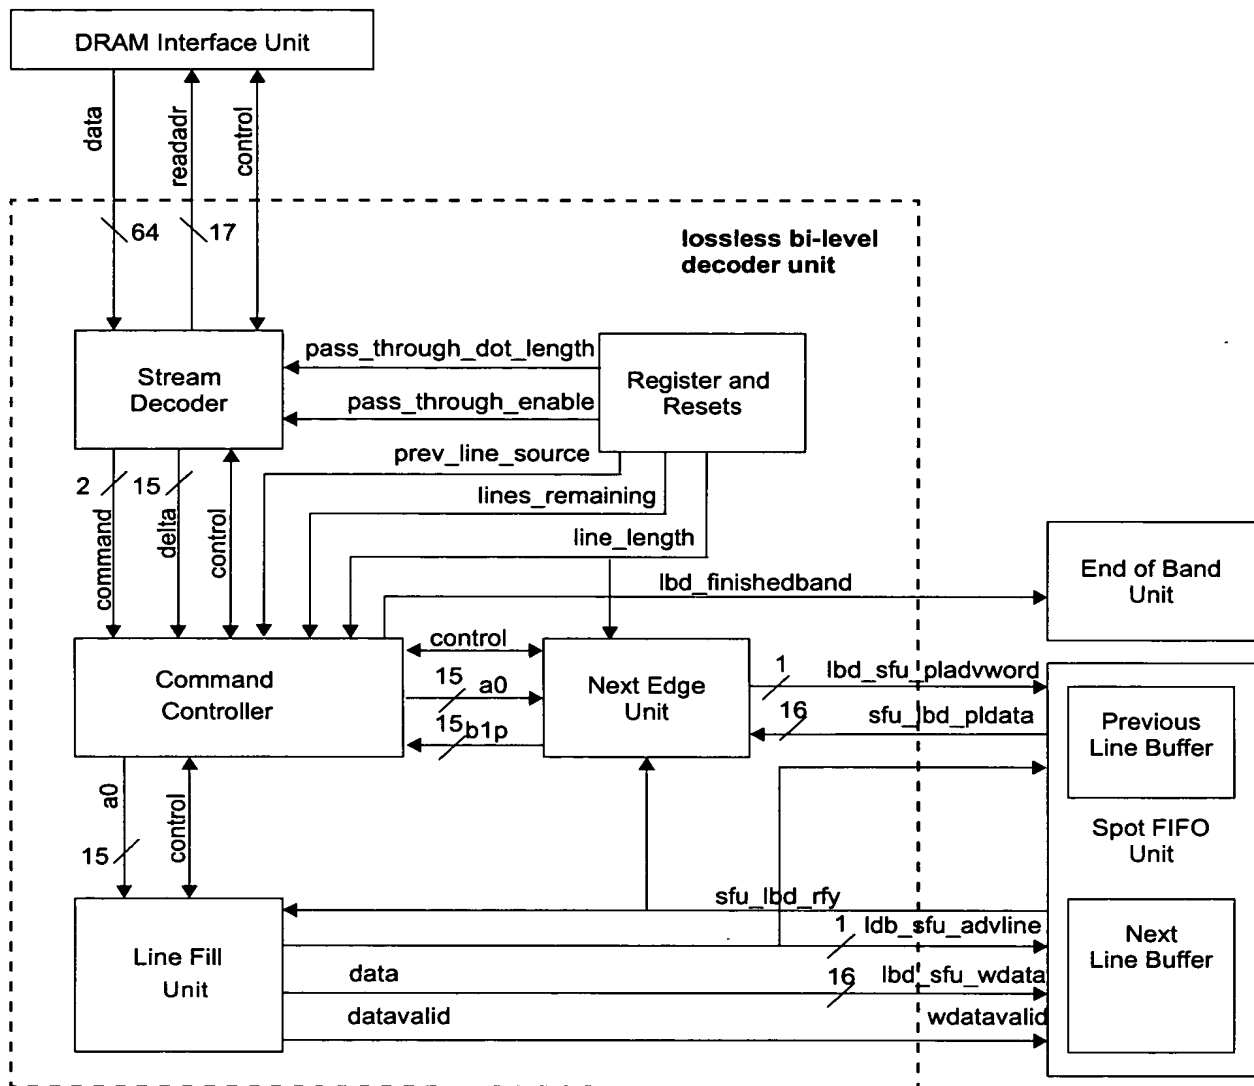 DRAM Interface Unit
data
readadr
control
64
17
lossless bi-level
decoder unit
Stream
Decoder
pass_through_dot_length
pass_through_enable
Register and
Resets
prev_line_source
lines_remaining
line_length
2
15
command
delta
control
lbd_finishedband
End of Band
Unit
Command
Controller
control
15
a0
15
b1p
Next Edge
Unit
1
lbd_sfu_pladvword
16
sfu_lbd_pldata
Previous
Line Buffer
Spot FIFO
Unit
a0
15
control
sfu_lbd_rfy
1
ldb_sfu_advline
Line Fill
Unit
data
16
lbd_sfu_wdata
datavalid
wdatavalid
Next
Line Buffer